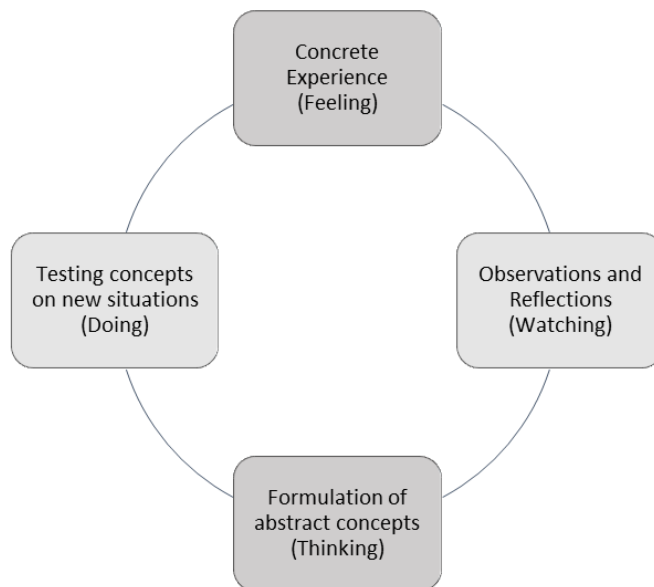 Concrete
Experience
(Feeling)
Testing concepts
on new situations
(Doing)
Observations and
Reflections
(Watching)
Formulation of
abstract concepts
(Thinking)